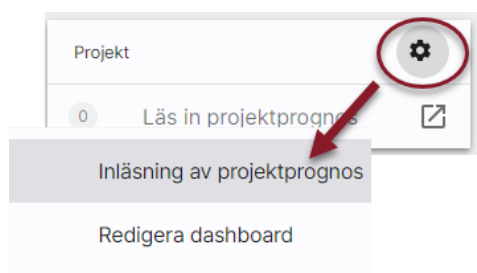 Projekt
0 Läs in projektprognos
Inläsning av projektprognos
Redigera dashboard